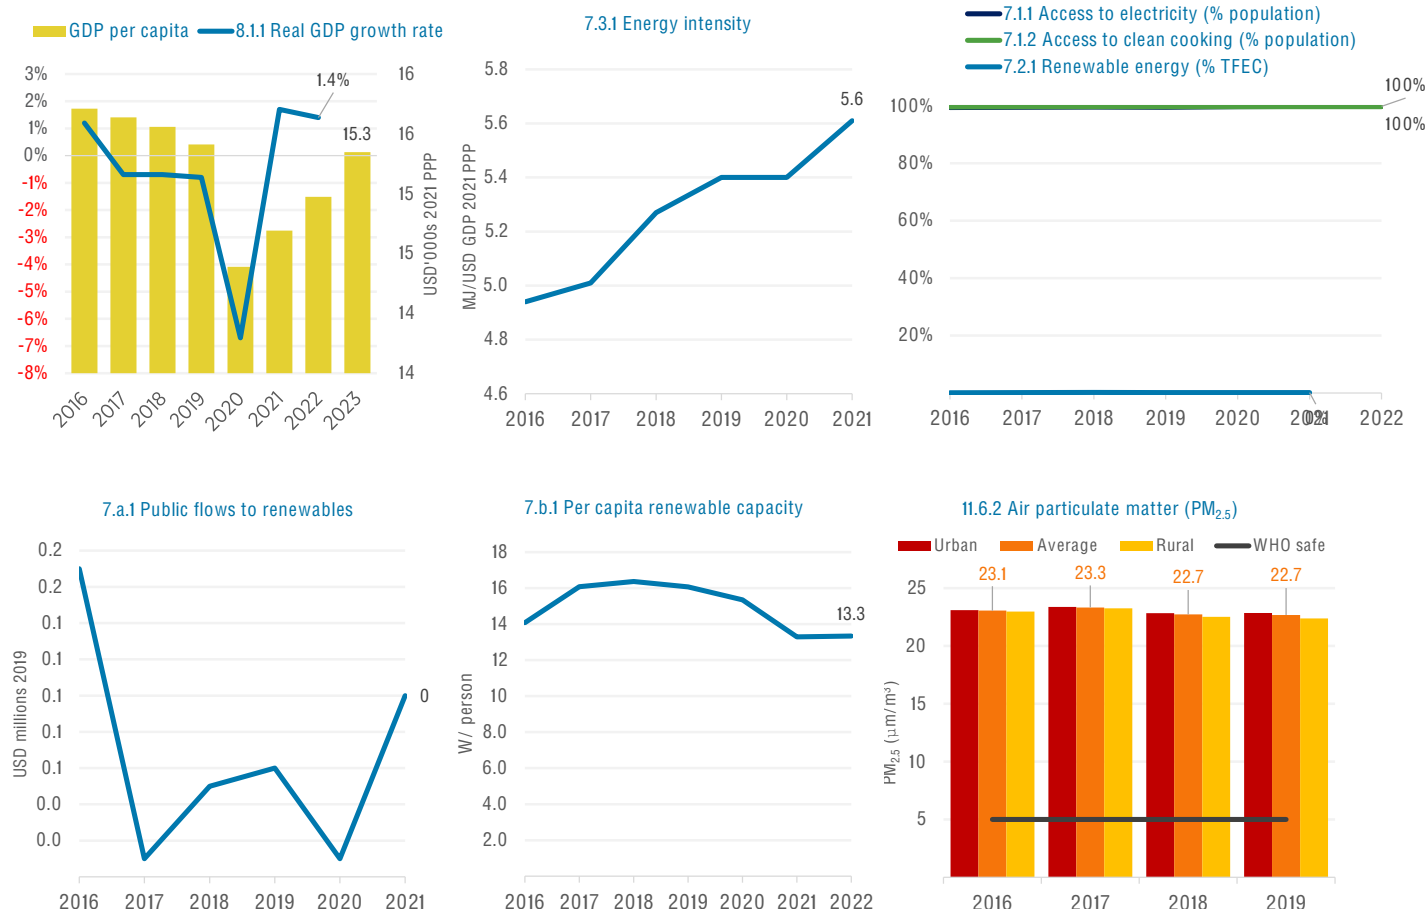 GDP per capita 8.1.1 Real GDP growth rate
3%
2%
1%
0%
-1%
-2%
-3%
-4%
-5%
-6%
-7%
-8%
1.4%
15.3
16
16
15
15
14
14
USD'000s 2021 PPP
2016 2017 2018 2019 2020 2021 2022 2023
7.3.1 Energy intensity
MJ/USD GDP 2021 PPP
5.8
5.6
5.4
5.2
5.0
4.8
4.6
5.6
2016 2017 2018 2019 2020 2021
7.1.1 Access to electricity (% population)
7.1.2 Access to clean cooking (% population)
7.2.1 Renewable energy (% TFEC)
100%
80%
60%
40%
20%
100%
100%
0%
2016 2017 2018 2019 2020 2021 2022
7.a.1 Public flows to renewables
USD millions 2019
0.2
0.2
0.1
0.1
0.1
0.1
0.1
0.0
0.0
0
2016 2017 2018 2019 2020 2021
7.b.1 Per capita renewable capacity
W/ person
18
16
14
12
10
8.0
6.0
4.0
2.0
13.3
2016 2017 2018 2019 2020 2021 2022
11.6.2 Air particulate matter (PM2.5)
Urban Average Rural WHO safe
PM2.5 (µm/m³)
25
20
15
10
5
23.1 23.3 22.7 22.7
2016 2017 2018 2019